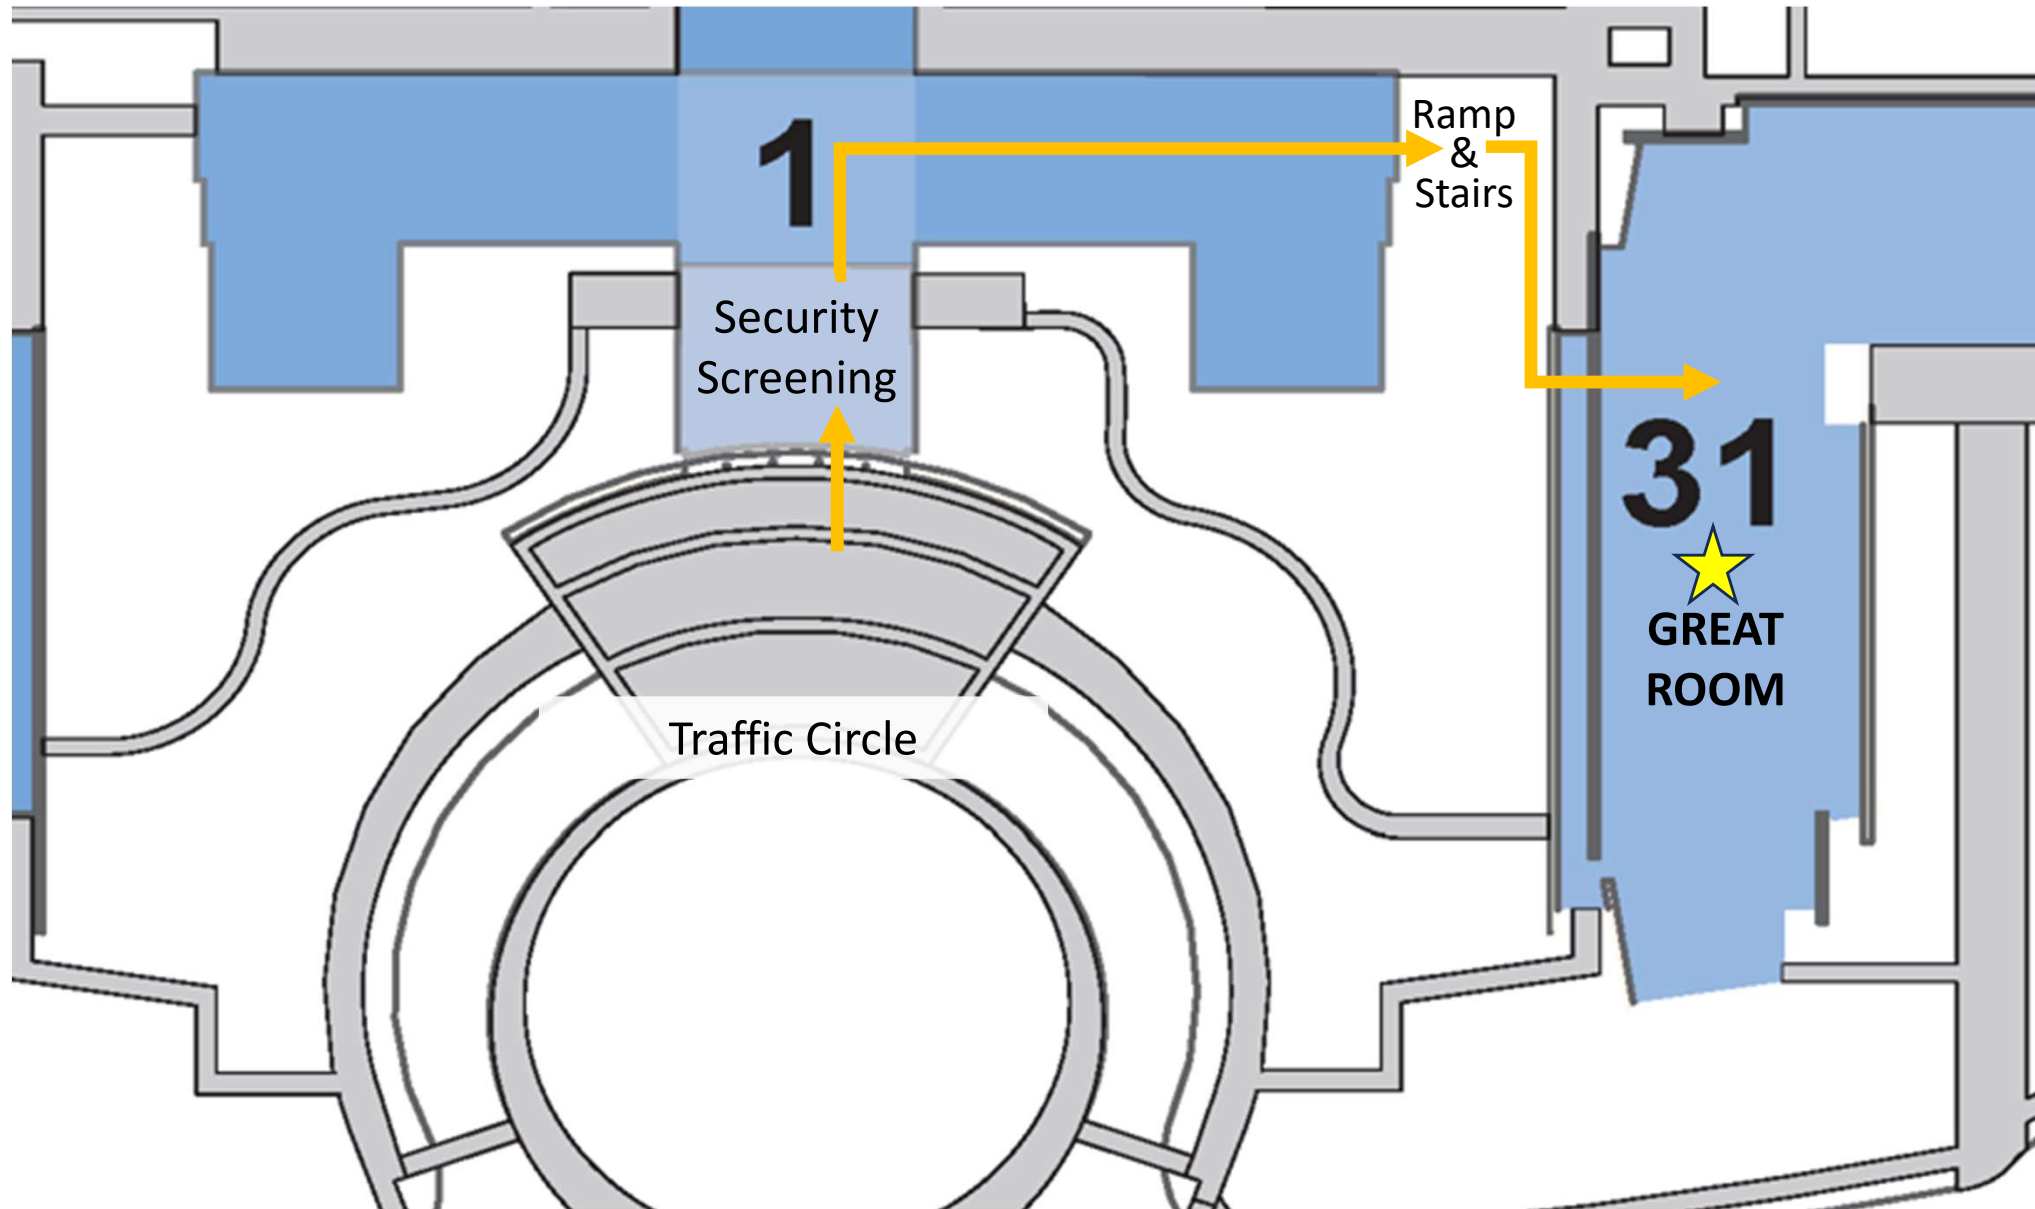 1
Ramp
&
Stairs
Security
Screening
31
GREAT
ROOM
Traffic Circle